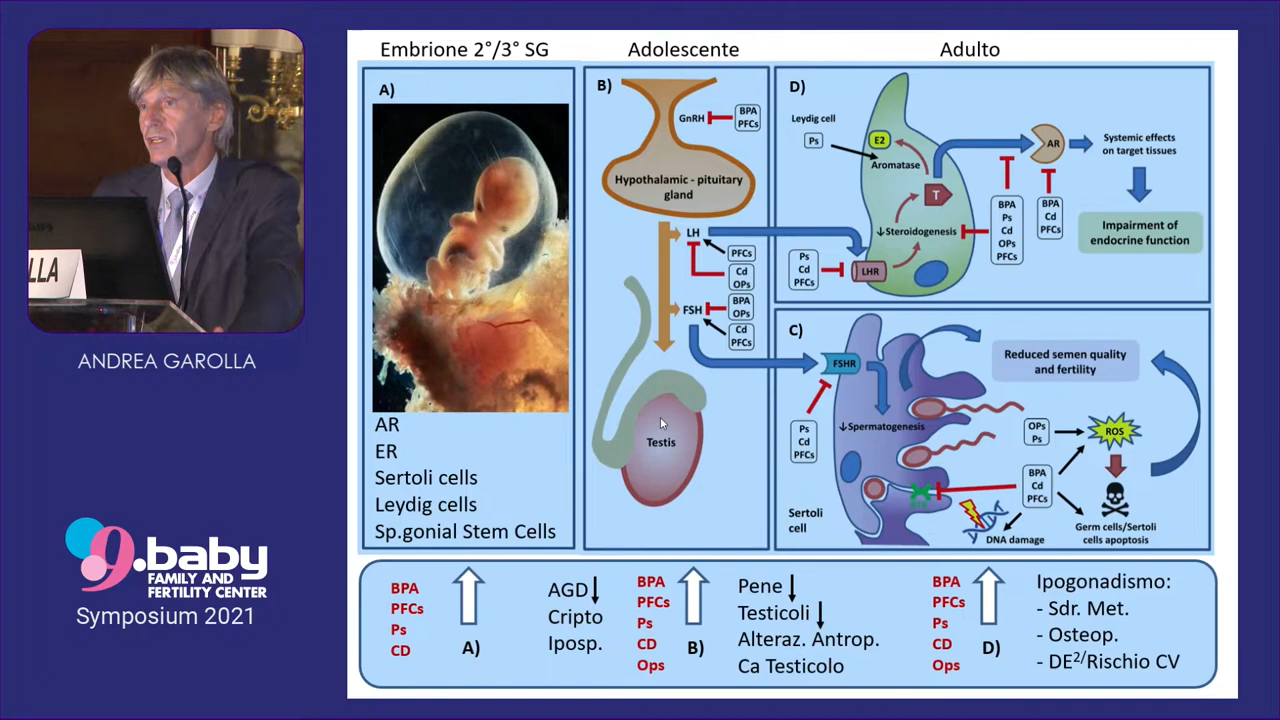 LLA
ANDREA GAROLLA
9.baby
FAMILY AND
FERTILITY CENTER
Symposium 2021
Embrione 2°/3° SG
Adolescente
Adulto
A)
AR
ER
Sertoli cells
Leydig cells
Sp.gonial Stem Cells
B)
GnRH
BPA
PFCs
Hypothalamic - pituitary
gland
LH
PFCs
Cd
OPs
FSH
BPA
OPs
Cd
PFCs
Testis
D)
Leydig cell
Ps
E2
Aromatase
T
↓Steroidogenesis
LHR
Ps
Cd
PFCs
AR
BPA
Ps
Cd
OPs
PFCs
BPA
Cd
PFCs
Systemic effects
on target tissues
Impairment of
endocrine function
C)
FSHR
Ps
Cd
PFCs
↓Spermatogenesis
Sertoli
cell
Reduced semen quality
and fertility
OPs
Ps
ROS
BPA
Cd
PFCs
DNA damage
Germ cells/Sertoli
cells apoptosis
BPA
PFCs
Ps
CD
A)
AGD↓
Cripto
Iposp.
BPA
PFCs
Ps
CD
Ops
B)
Pene↓
Testicoli↓
Alteraz. Antrop.
Ca Testicolo
BPA
PFCs
Ps
CD
Ops
D)
Ipogonadismo:
- Sdr. Met.
- Osteop.
- DE²/Rischio CV